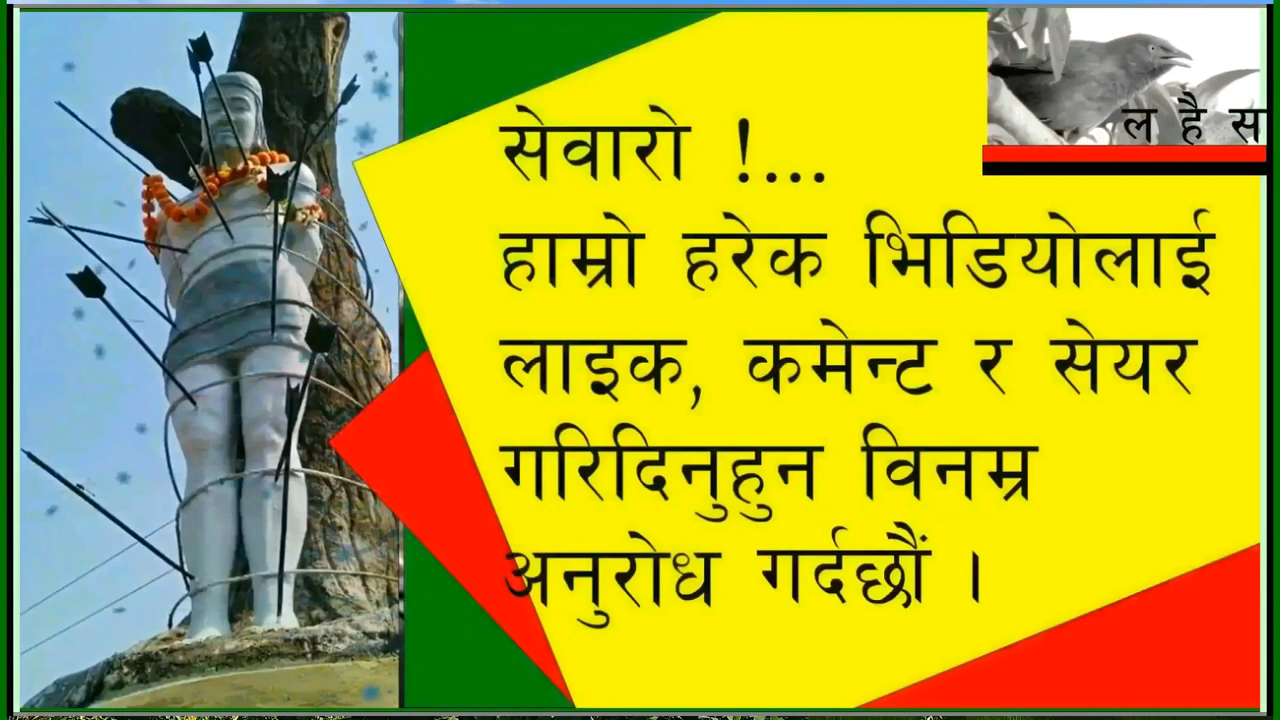 सेवारो !...
ल है स
हाम्रो हरेक भिडियोलाई
लाइक, कमेन्ट र सेयर
गरिदिनुहुन विनम्र
अनुरोध गर्दछौं ।